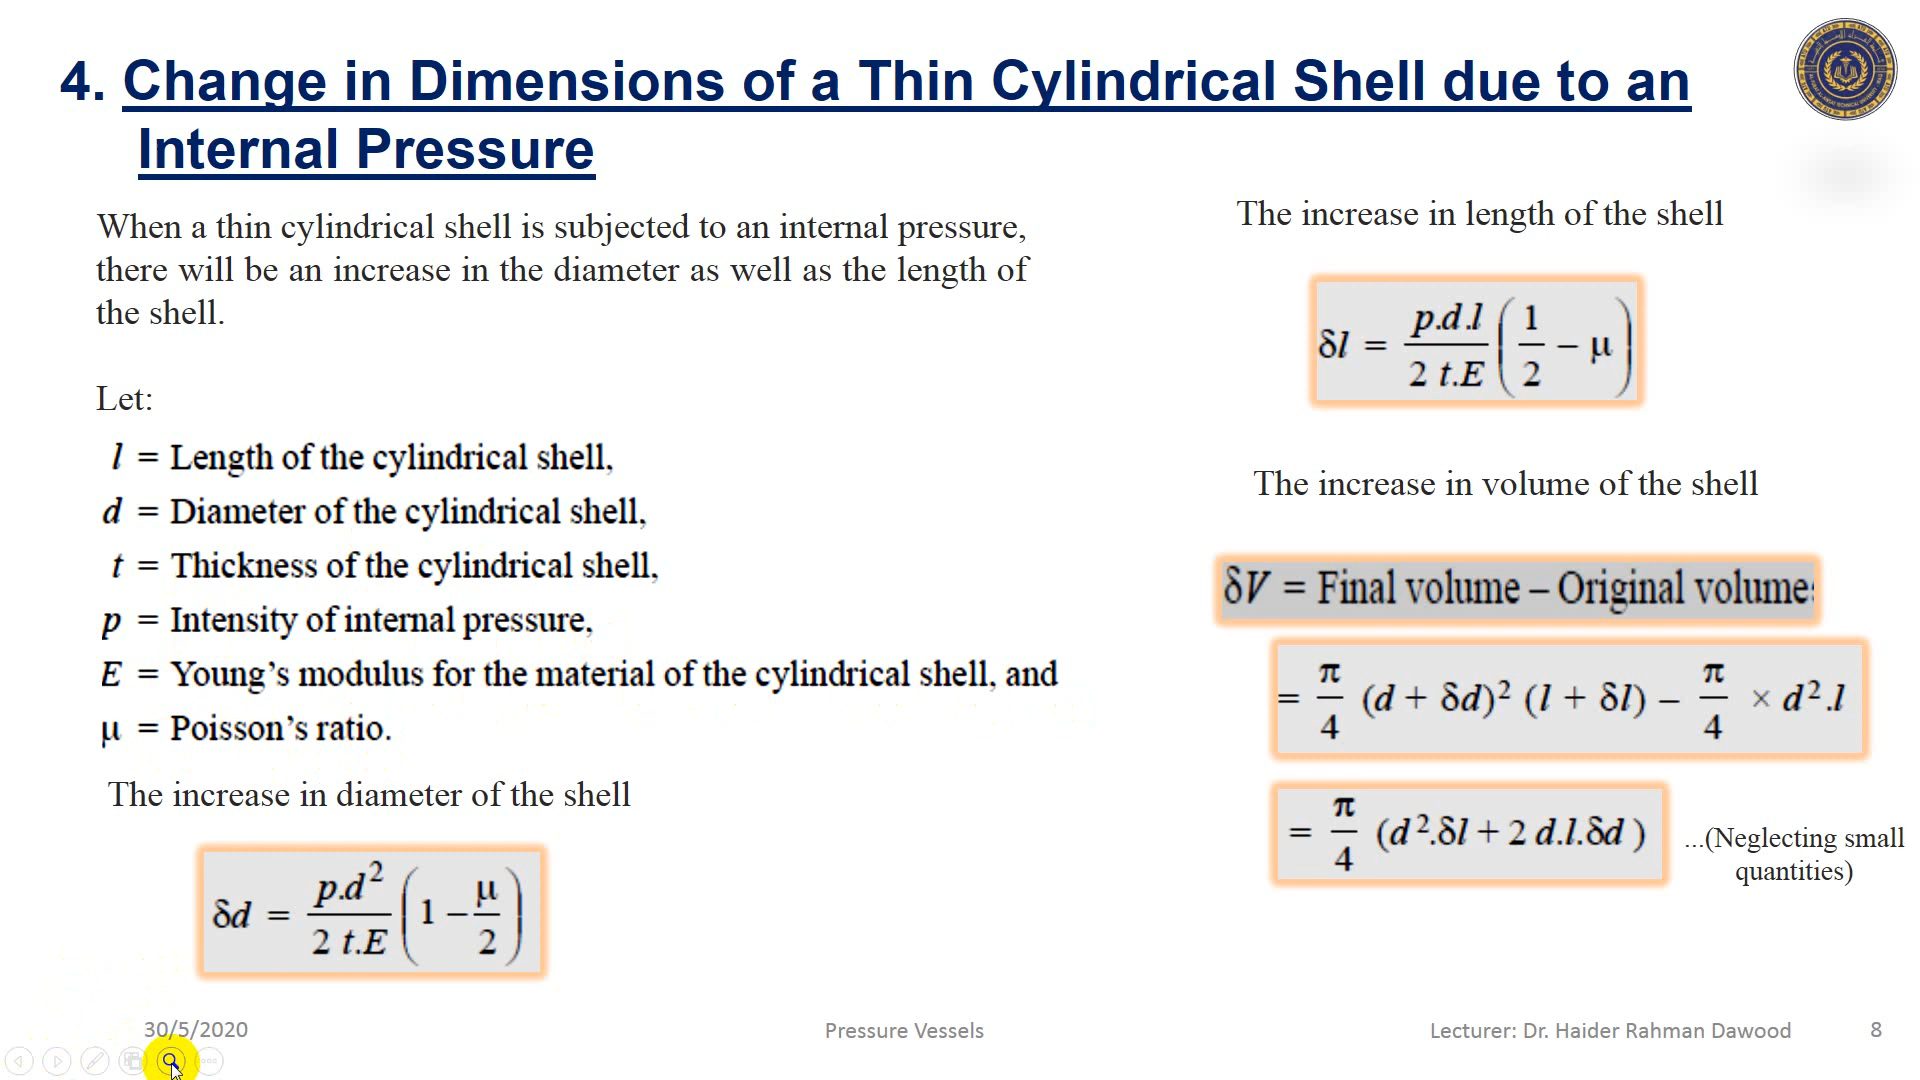 4. Change in Dimensions of a Thin Cylindrical Shell due to an
Internal Pressure
When a thin cylindrical shell is subjected to an internal pressure,
there will be an increase in the diameter as well as the length of
the shell.
Let:
l = Length of the cylindrical shell,
d = Diameter of the cylindrical shell,
t = Thickness of the cylindrical shell,
p = Intensity of internal pressure,
E = Young’s modulus for the material of the cylindrical shell, and
μ = Poisson’s ratio.
The increase in diameter of the shell
δd = p.d²/2 t.E (1 – μ/2)
The increase in length of the shell
δl = p.d.l/2 t.E (1/2 – μ)
The increase in volume of the shell
δV = Final volume – Original volume
= π/4 (d + δd)² (l + δl) – π/4 × d².l
= π/4 (d².δl + 2 d.l.δd)
...(Neglecting small
quantities)
30/5/2020
Pressure Vessels
Lecturer: Dr. Haider Rahman Dawood
8